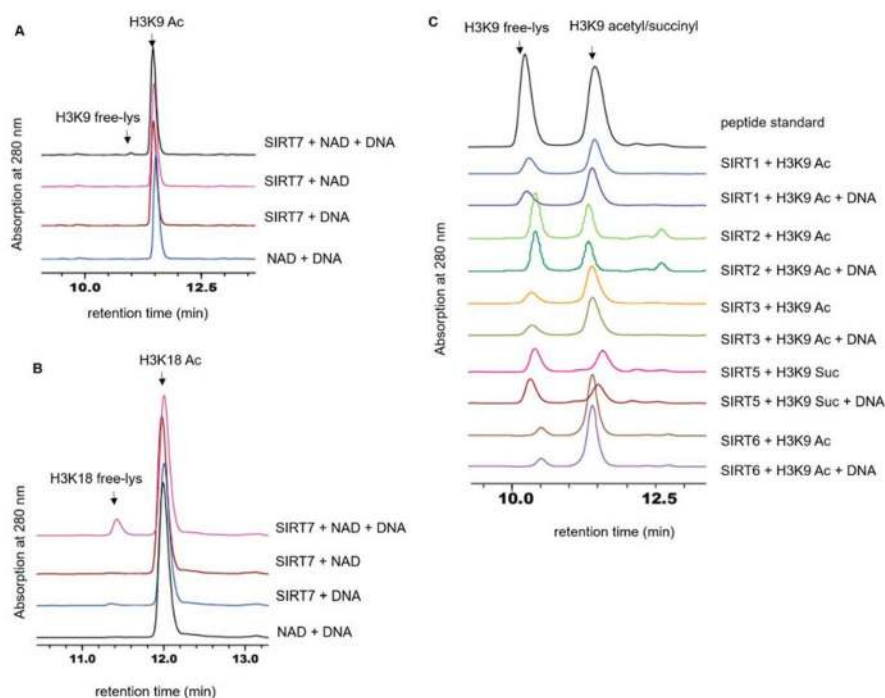 A
H3K9 Ac
H3K9 free-lys
SIRT7 + NAD + DNA
SIRT7 + NAD
SIRT7 + DNA
NAD + DNA
Absorption at 280 nm
10.0 12.5
retention time (min)
B
H3K18 Ac
H3K18 free-lys
SIRT7 + NAD + DNA
SIRT7 + NAD
SIRT7 + DNA
NAD + DNA
Absorption at 280 nm
11.0 12.0 13.0
retention time (min)
C
H3K9 free-lys H3K9 acetyl/succinyl
peptide standard
SIRT1 + H3K9 Ac
SIRT1 + H3K9 Ac + DNA
SIRT2 + H3K9 Ac
SIRT2 + H3K9 Ac + DNA
SIRT3 + H3K9 Ac
SIRT3 + H3K9 Ac + DNA
SIRT5 + H3K9 Suc
SIRT5 + H3K9 Suc + DNA
SIRT6 + H3K9 Ac
SIRT6 + H3K9 Ac + DNA
Absorption at 280 nm
10.0 12.5
retention time (min)